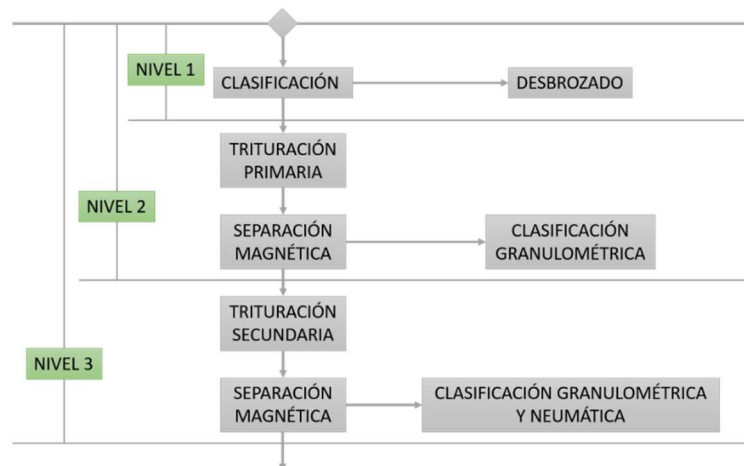 NIVEL 1
CLASIFICACIÓN
DESBROZADO
TRITURACIÓN
PRIMARIA
NIVEL 2
SEPARACIÓN
MAGNÉTICA
CLASIFICACIÓN
GRANULOMÉTRICA
TRITURACIÓN
SECUNDARIA
NIVEL 3
SEPARACIÓN
MAGNÉTICA
CLASIFICACIÓN GRANULOMÉTRICA
Y NEUMÁTICA